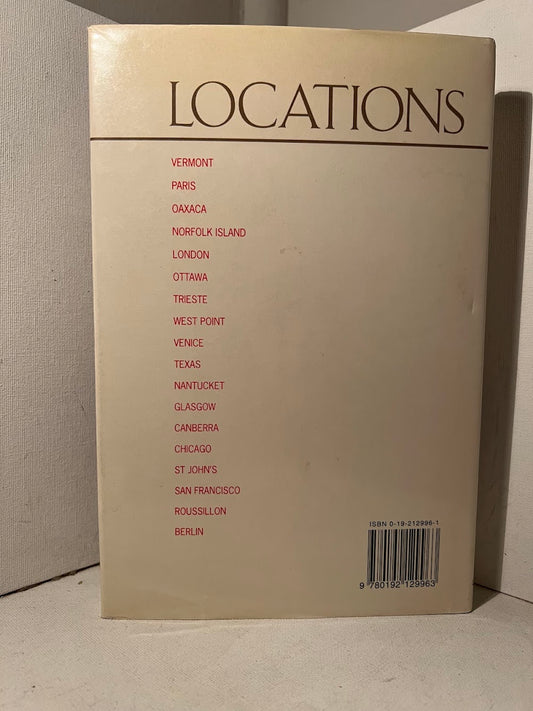 LOCATIONS
VERMONT
PARIS
OAXACA
NORFOLK ISLAND
LONDON
OTTAWA
TRIESTE
WEST POINT
VENICE
TEXAS
NANTUCKET
GLASGOW
CANBERRA
CHICAGO
ST JOHN'S
SAN FRANCISCO
ROUSSILLON
BERLIN
ISBN 0-19-212996-1
9 780192 129963